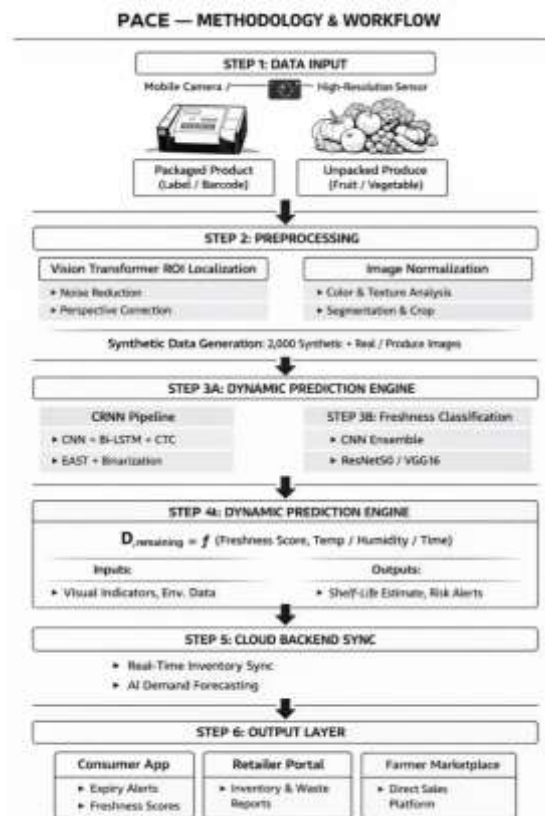 PACE — METHODOLOGY & WORKFLOW
STEP 1: DATA INPUT
Mobile Camera /
High-Resolution Sensor
Packaged Product
(Label / Barcode)
Unpacked Produce
(Fruit / Vegetable)
STEP 2: PREPROCESSING
Vision Transformer ROI Localization
▸ Noise Reduction
▸ Perspective Correction
Image Normalization
▸ Color & Texture Analysis
▸ Segmentation & Crop
Synthetic Data Generation: 2,000 Synthetic + Real / Produce Images
STEP 3A: DYNAMIC PREDICTION ENGINE
CRNN Pipeline
▸ CNN + Bi-LSTM + CTC
▸ EAST + Binarization
STEP 3B: Freshness Classification
▸ CNN Ensemble
▸ ResNet50 / VGG16
DYNAMIC PREDICTION ENGINE
D,remaining = f (Freshness Score, Temp / Humidity / Time)
Inputs:
▸ Visual Indicators, Env. Data
Outputs:
▸ Shelf-Life Estimate, Risk Alerts
STEP 5: CLOUD BACKEND SYNC
▸ Real-Time Inventory Sync
▸ AI Demand Forecasting
STEP 6: OUTPUT LAYER
Consumer App
▸ Expiry Alerts
▸ Freshness Scores
Retailer Portal
▸ Inventory & Waste
Reports
Farmer Marketplace
▸ Direct Sales
Platform